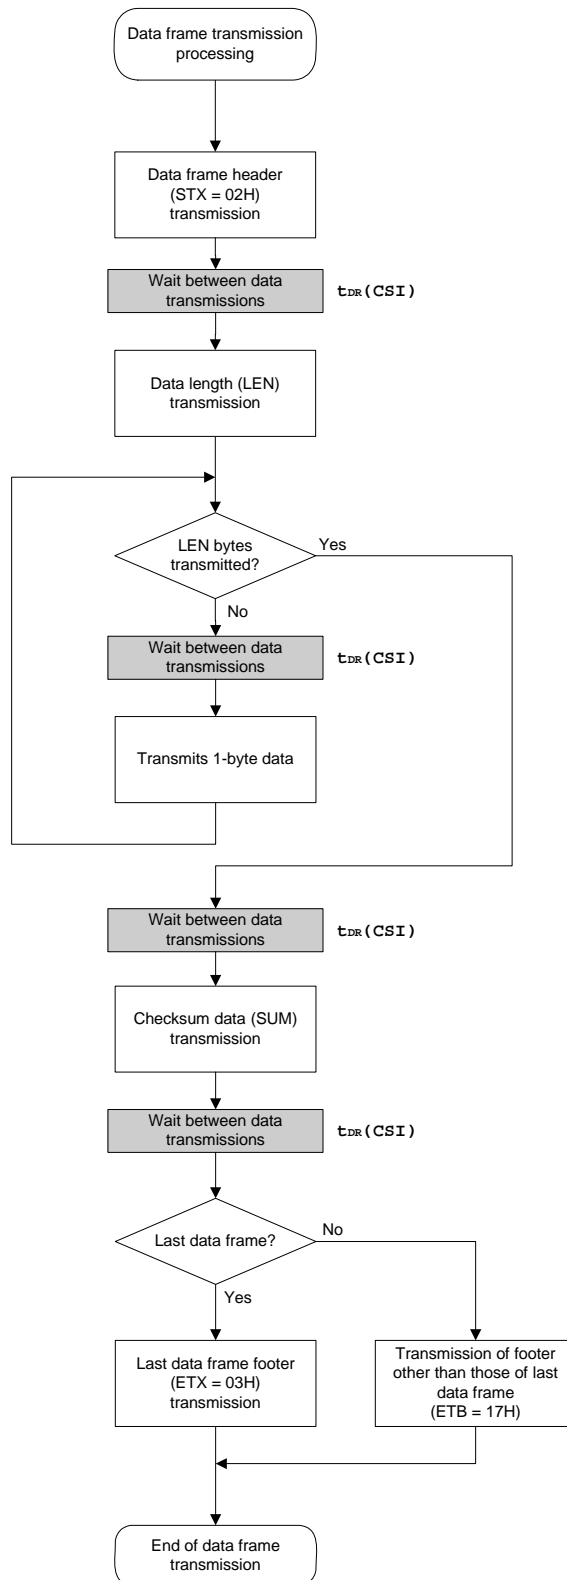 Data frame transmission
processing
Data frame header
(STX = 02H)
transmission
Wait between data
transmissions
tDR(CSI)
Data length (LEN)
transmission
LEN bytes
transmitted?
Yes
No
Wait between data
transmissions
tDR(CSI)
Transmits 1-byte data
Wait between data
transmissions
tDR(CSI)
Checksum data (SUM)
transmission
Wait between data
transmissions
tDR(CSI)
Last data frame?
No
Yes
Last data frame footer
(ETX = 03H)
transmission
Transmission of footer
other than those of last
data frame
(ETB = 17H)
End of data frame
transmission